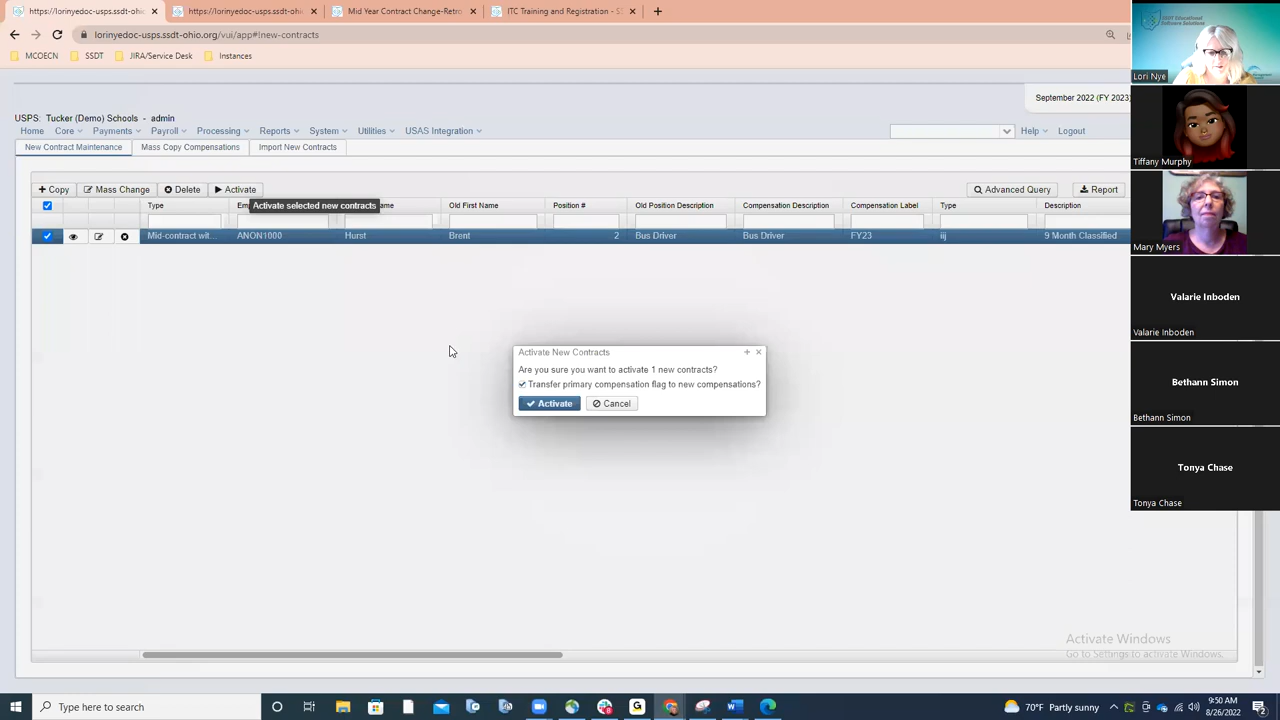 https://lorinyedoc-usps.ssdt-ohio. × https://lorinyedoc-usps.ssdt-ohio. × Mid Year Contract Change-Retro × ITC Training and Registration - SS × +
lorinyedoc-usps.ssdt-ohio.org/vui/app#new-contracts
MCOECN SSDT JIRA/Service Desk Instances
September 2022 (FY 2023)
USPS: Tucker (Demo) Schools - admin
Home Core Payments Payroll Processing Reports System Utilities USAS Integration Help Logout
New Contract Maintenance Mass Copy Compensations Import New Contracts
+ Copy Mass Change Delete Activate Advanced Query Report
Type Em Name Old First Name Position # Old Position Description Compensation Description Compensation Label Type Description
Activate selected new contracts
Mid-contract wit... ANON1000 Hurst Brent 2 Bus Driver Bus Driver FY23 iij 9 Month Classified
Activate New Contracts + ×
Are you sure you want to activate 1 new contracts?
Transfer primary compensation flag to new compensations?
Activate Cancel
Lori Nye
Tiffany Murphy
Mary Myers
Valarie Inboden
Valarie Inboden
Bethann Simon
Bethann Simon
Tonya Chase
Tonya Chase
Activate Windows
Go to Settings to activate Windows.
Type here to search
70°F Partly sunny
9:50 AM
8/26/2022
2